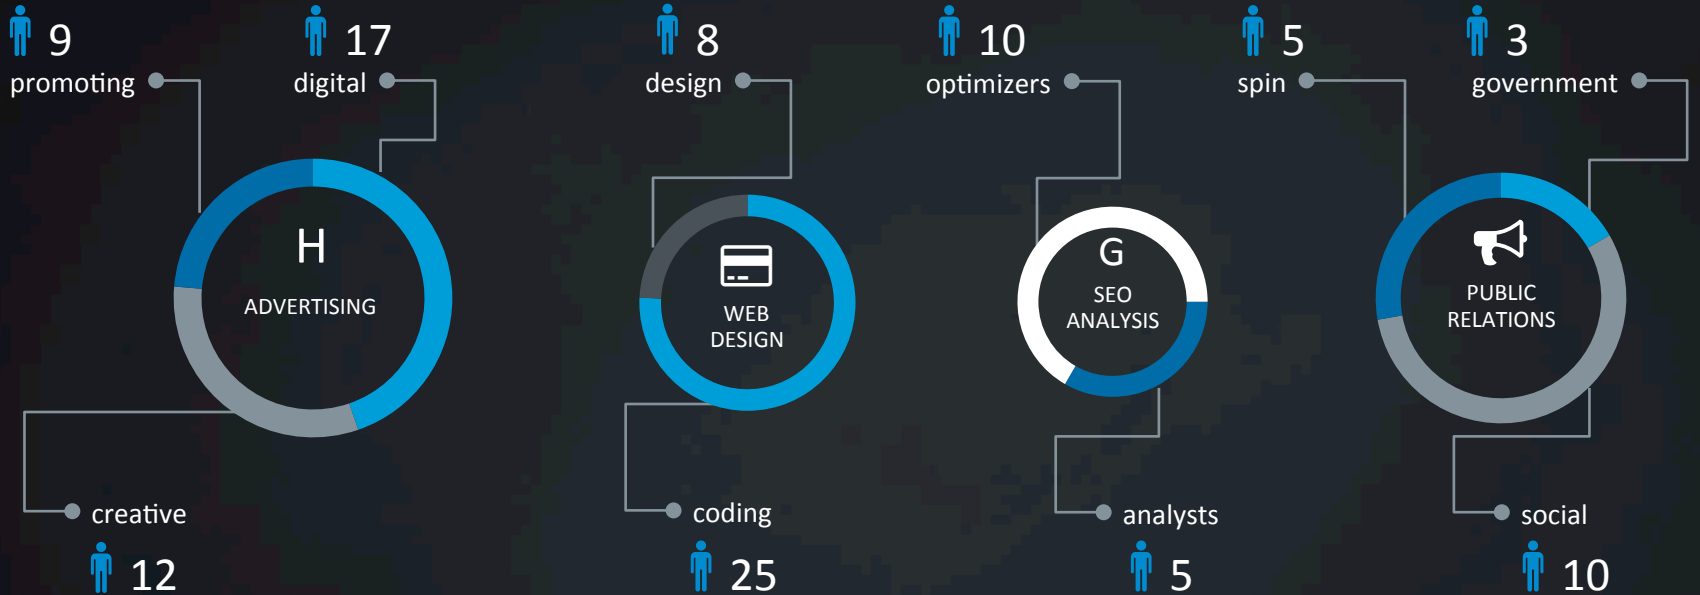 9
promoting
17
digital
8
design
10
optimizers
5
spin
3
government
H
ADVERTISING
WEB
DESIGN
G
SEO
ANALYSIS
PUBLIC
RELATIONS
creative
12
coding
25
analysts
5
social
10